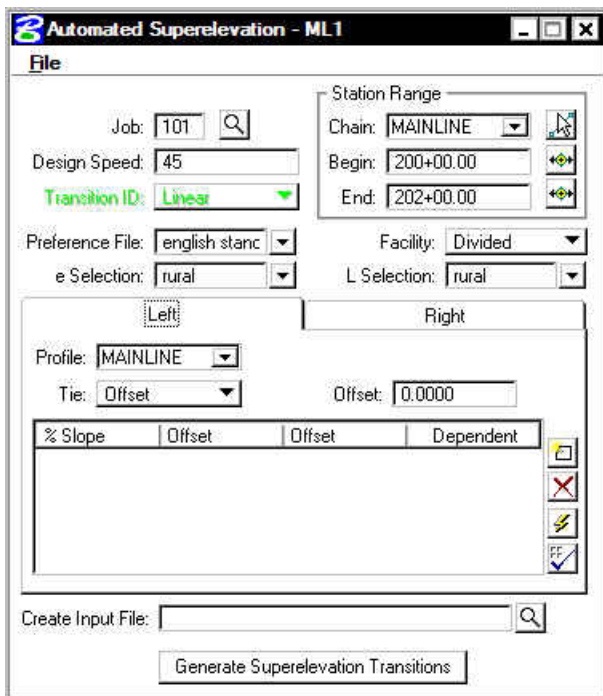 Automated Superelevation - ML1
File
Station Range
Job: 101
Chain: MAINLINE
Design Speed: 45
Begin: 200+00.00
Transition ID: Linear
End: 202+00.00
Preference File: english stanc
Facility: Divided
e Selection: rural
L Selection: rural
Left
Right
Profile: MAINLINE
Tie: Offset
Offset: 0.0000
% Slope Offset Offset Dependent
FF
Create Input File:
Generate Superelevation Transitions